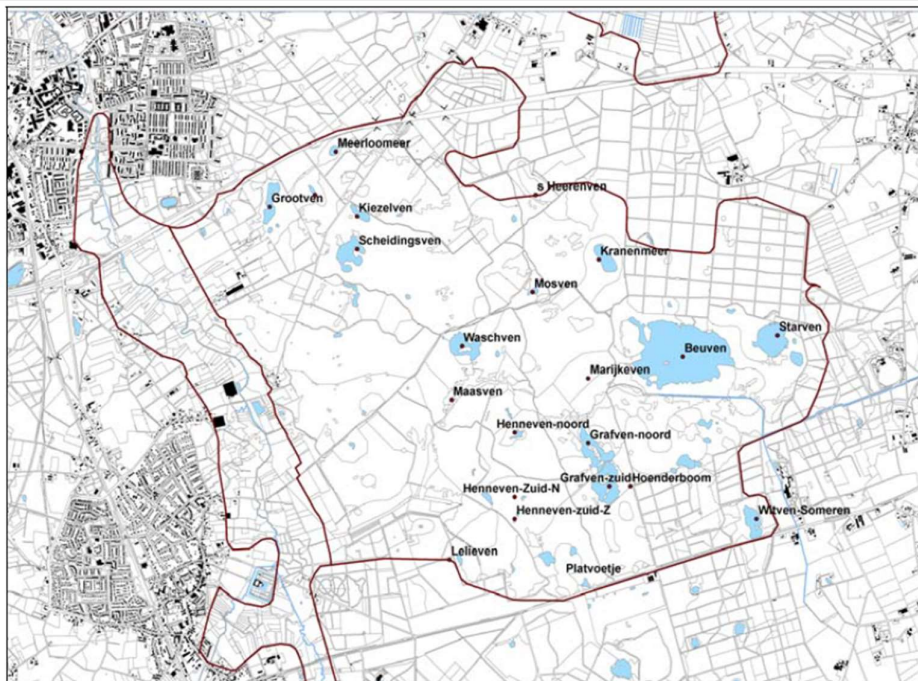 Meerloomeer
s Heerenven
Grootven
Kiezelven
Scheidingsven
Kranenmeer
Mosven
Starven
Waschven
Beuven
Marijkeven
Maasven
Henneven-noord
Grafven-noord
Grafven-zuid
Hoenderboom
Henneven-Zuid-N
Henneven-zuid-Z
Witven-Someren
Lelieven
Platvoetje